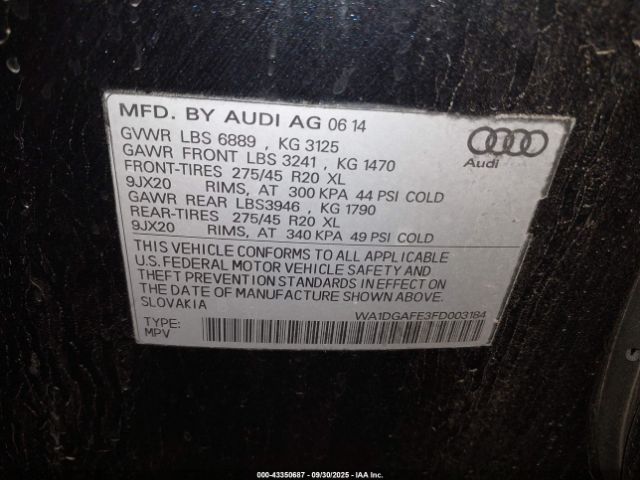 MFD. BY AUDI AG 06 14
GVWR LBS 6889 , KG 3125
GAWR FRONT LBS 3241 , KG 1470
FRONT-TIRES 275/45 R20 XL
9JX20 RIMS, AT 300 KPA 44 PSI COLD
GAWR REAR LBS3946 , KG 1790
REAR-TIRES 275/45 R20 XL
9JX20 RIMS, AT 340 KPA 49 PSI COLD
THIS VEHICLE CONFORMS TO ALL APPLICABLE
U.S. FEDERAL MOTOR VEHICLE SAFETY AND
THEFT PREVENTION STANDARDS IN EFFECT ON
THE DATE OF MANUFACTURE SHOWN ABOVE.
SLOVAKIA
WA1DGAFE3FD003184
TYPE:
MPV
Audi
000-43350687 - 09/30/2025 - IAA Inc.